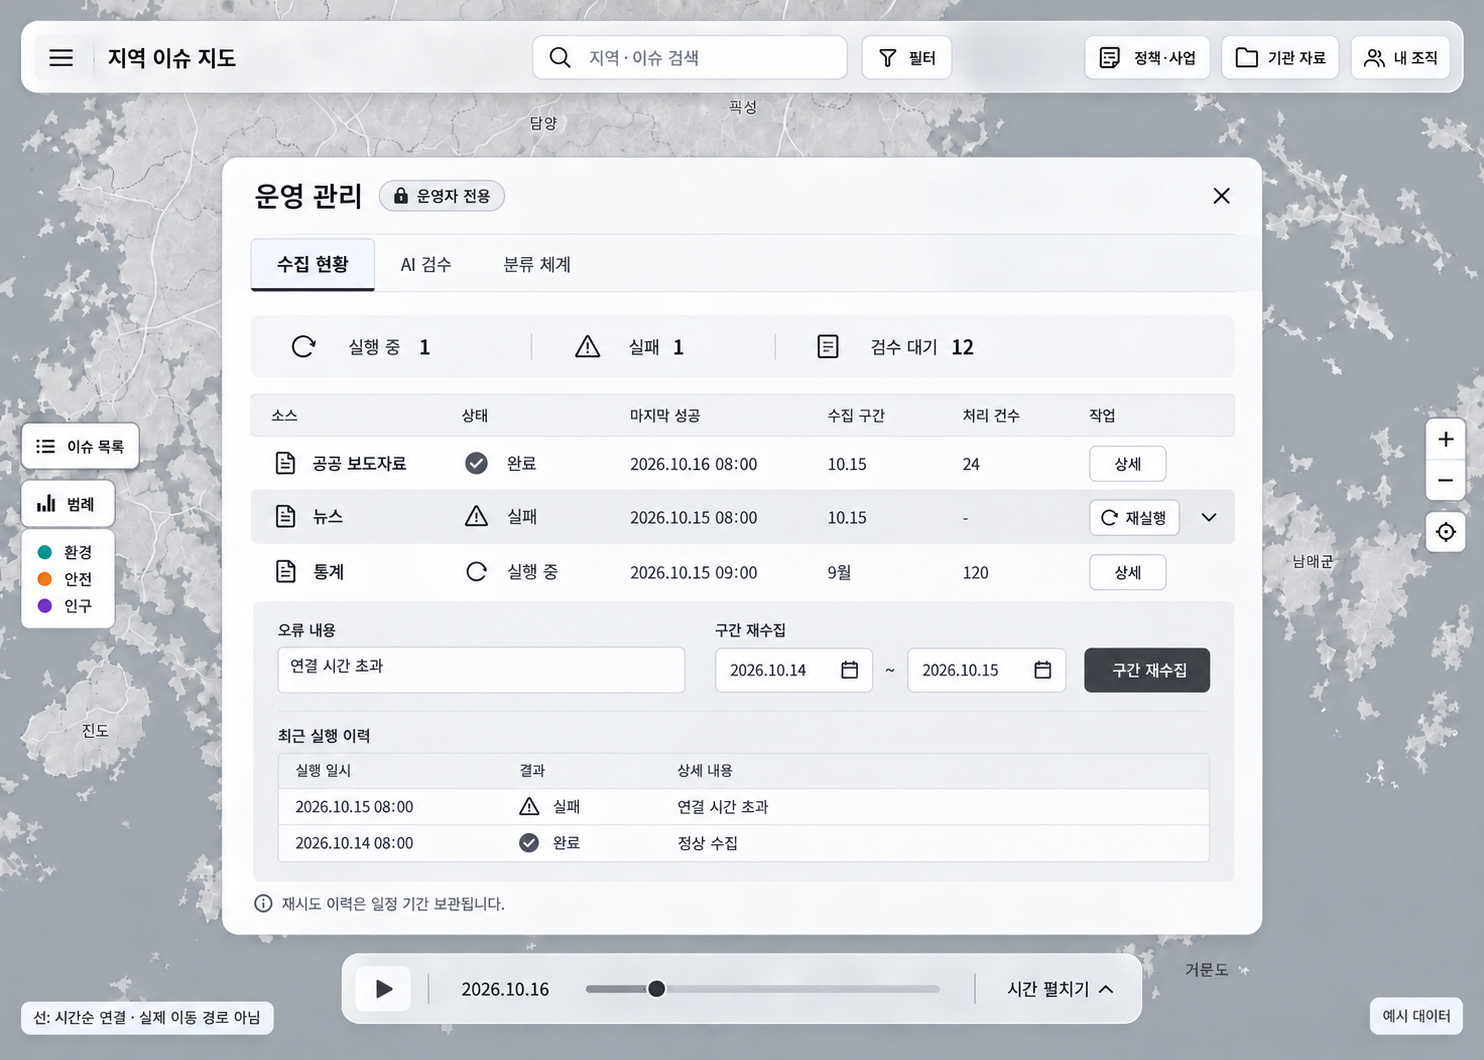 지역 이슈 지도
지역 · 이슈 검색
필터
정책·사업
기관 자료
내 조직
픅성
담양
운영 관리
운영자 전용
수집 현황
AI 검수
분류 체계
실행 중 1
실패 1
검수 대기 12
소스 상태 마지막 성공 수집 구간 처리 건수 작업
공공 보도자료 완료 2026.10.16 08:00 10.15 24 상세
뉴스 실패 2026.10.15 08:00 10.15 - 재실행
통계 실행 중 2026.10.15 09:00 9월 120 상세
오류 내용
연결 시간 초과
구간 재수집
2026.10.14 ~ 2026.10.15 구간 재수집
최근 실행 이력
실행 일시 결과 상세 내용
2026.10.15 08:00 실패 연결 시간 초과
2026.10.14 08:00 완료 정상 수집
재시도 이력은 일정 기간 보관됩니다.
이슈 목록
범례
환경
안전
인구
진도
남해군
거문도
2026.10.16
시간 펼치기
선: 시간순 연결 · 실제 이동 경로 아님
예시 데이터